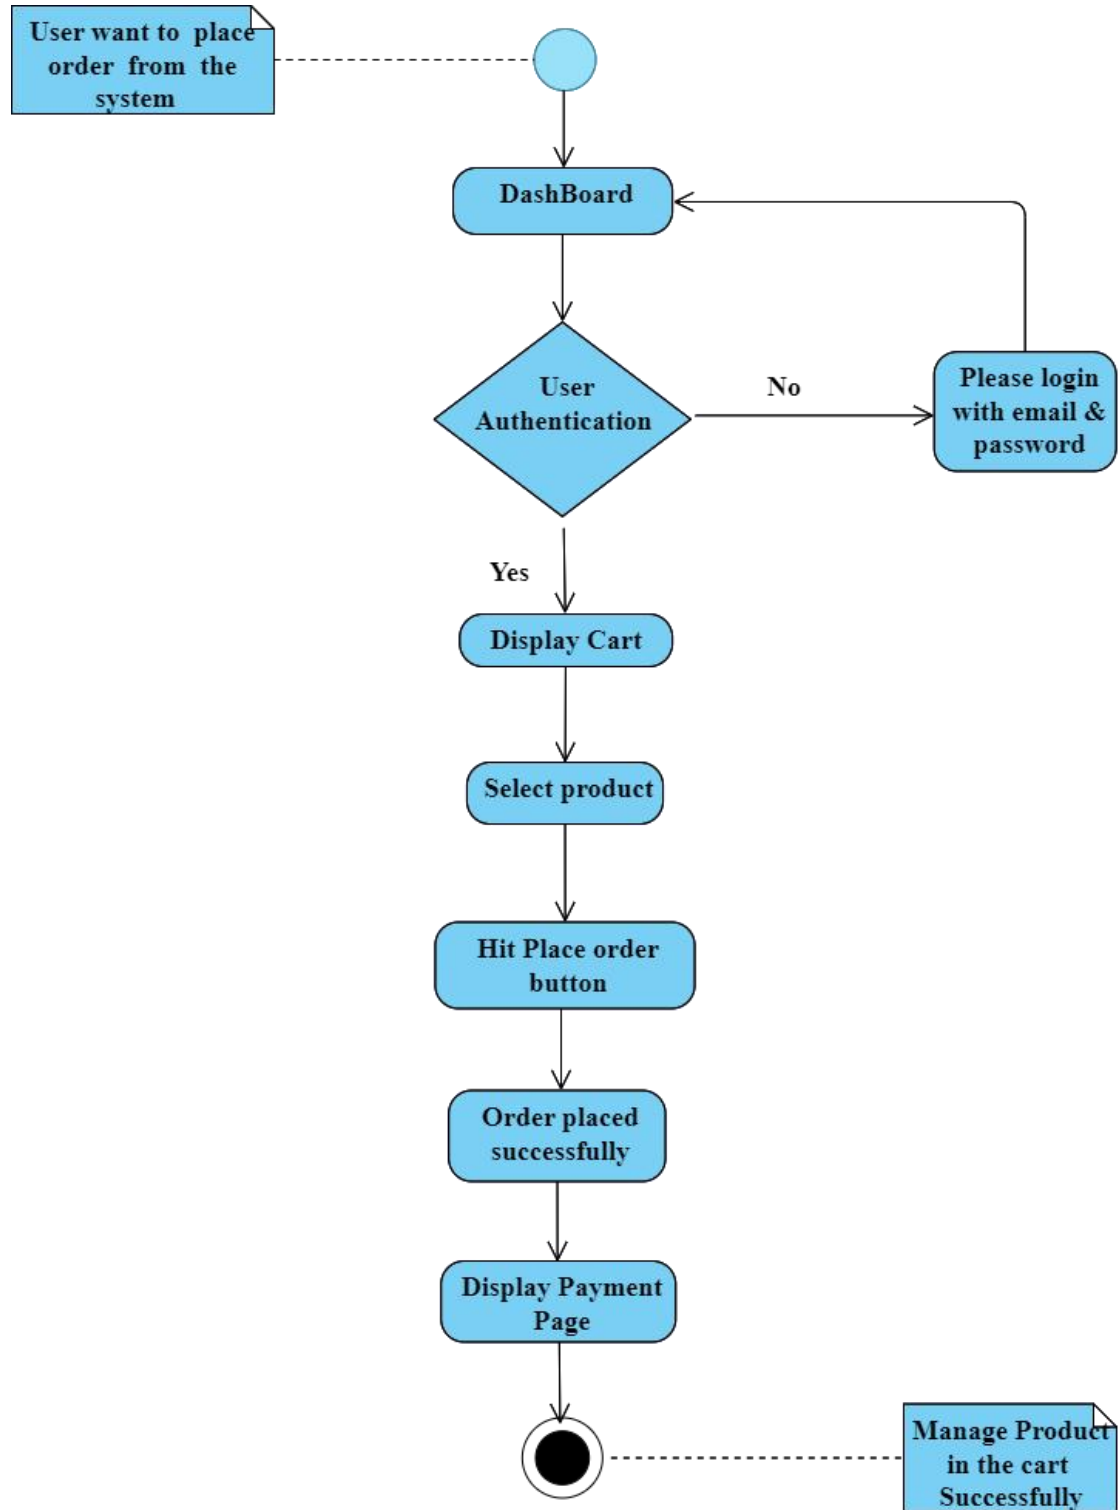 User want to place
order from the
system
DashBoard
User
Authentication
No
Please login
with email &
password
Yes
Display Cart
Select product
Hit Place order
button
Order placed
successfully
Display Payment
Page
Manage Product
in the cart
Successfully